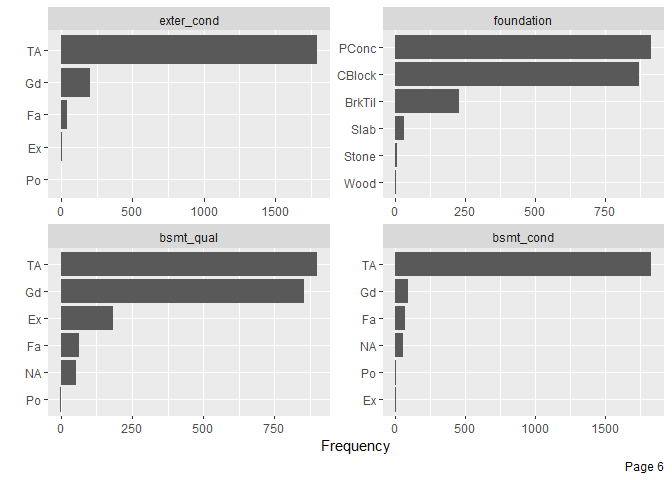 exter_cond
TA
Gd
Fa
Ex
Po
0 500 1000 1500
foundation
PConc
CBlock
BrkTil
Slab
Stone
Wood
0 250 500 750
bsmt_qual
TA
Gd
Ex
Fa
NA
Po
0 250 500 750
bsmt_cond
TA
Gd
Fa
NA
Po
Ex
0 500 1000 1500
Frequency
Page 6